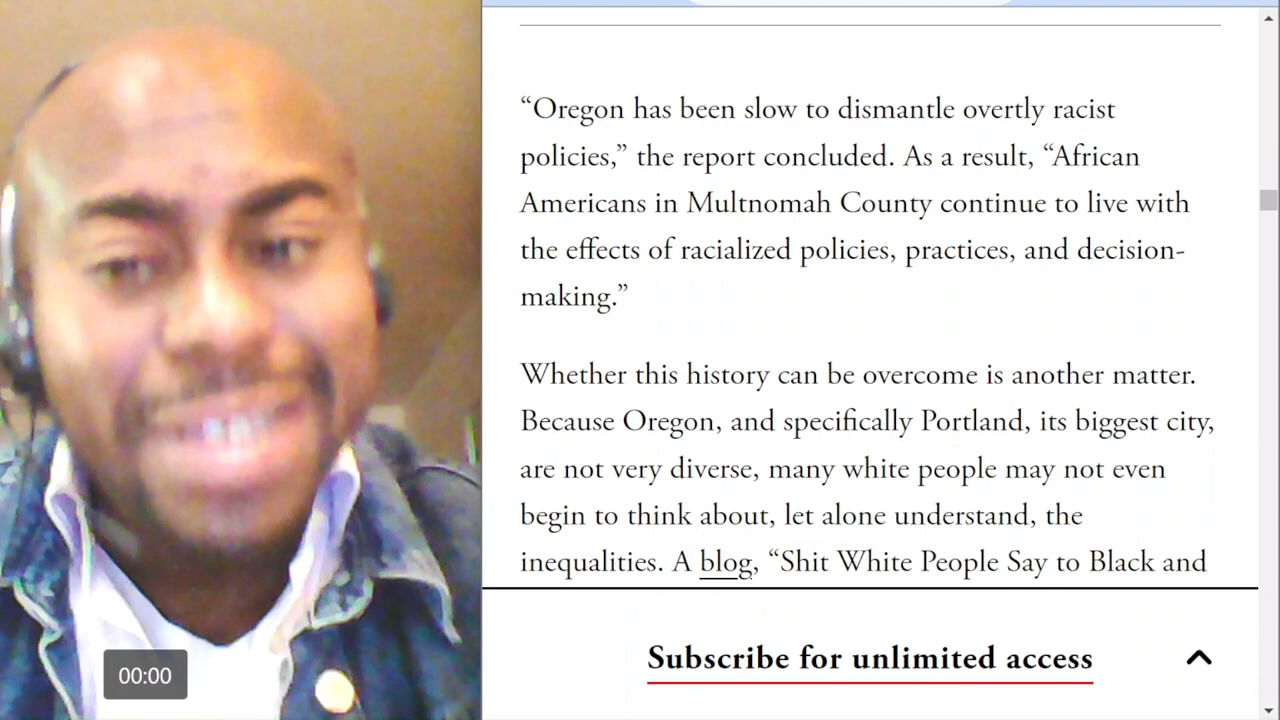 “Oregon has been slow to dismantle overtly racist
policies,” the report concluded. As a result, “African
Americans in Multnomah County continue to live with
the effects of racialized policies, practices, and decision-
making.”
Whether this history can be overcome is another matter.
Because Oregon, and specifically Portland, its biggest city,
are not very diverse, many white people may not even
begin to think about, let alone understand, the
inequalities. A blog, “Shit White People Say to Black and
Subscribe for unlimited access
00:00